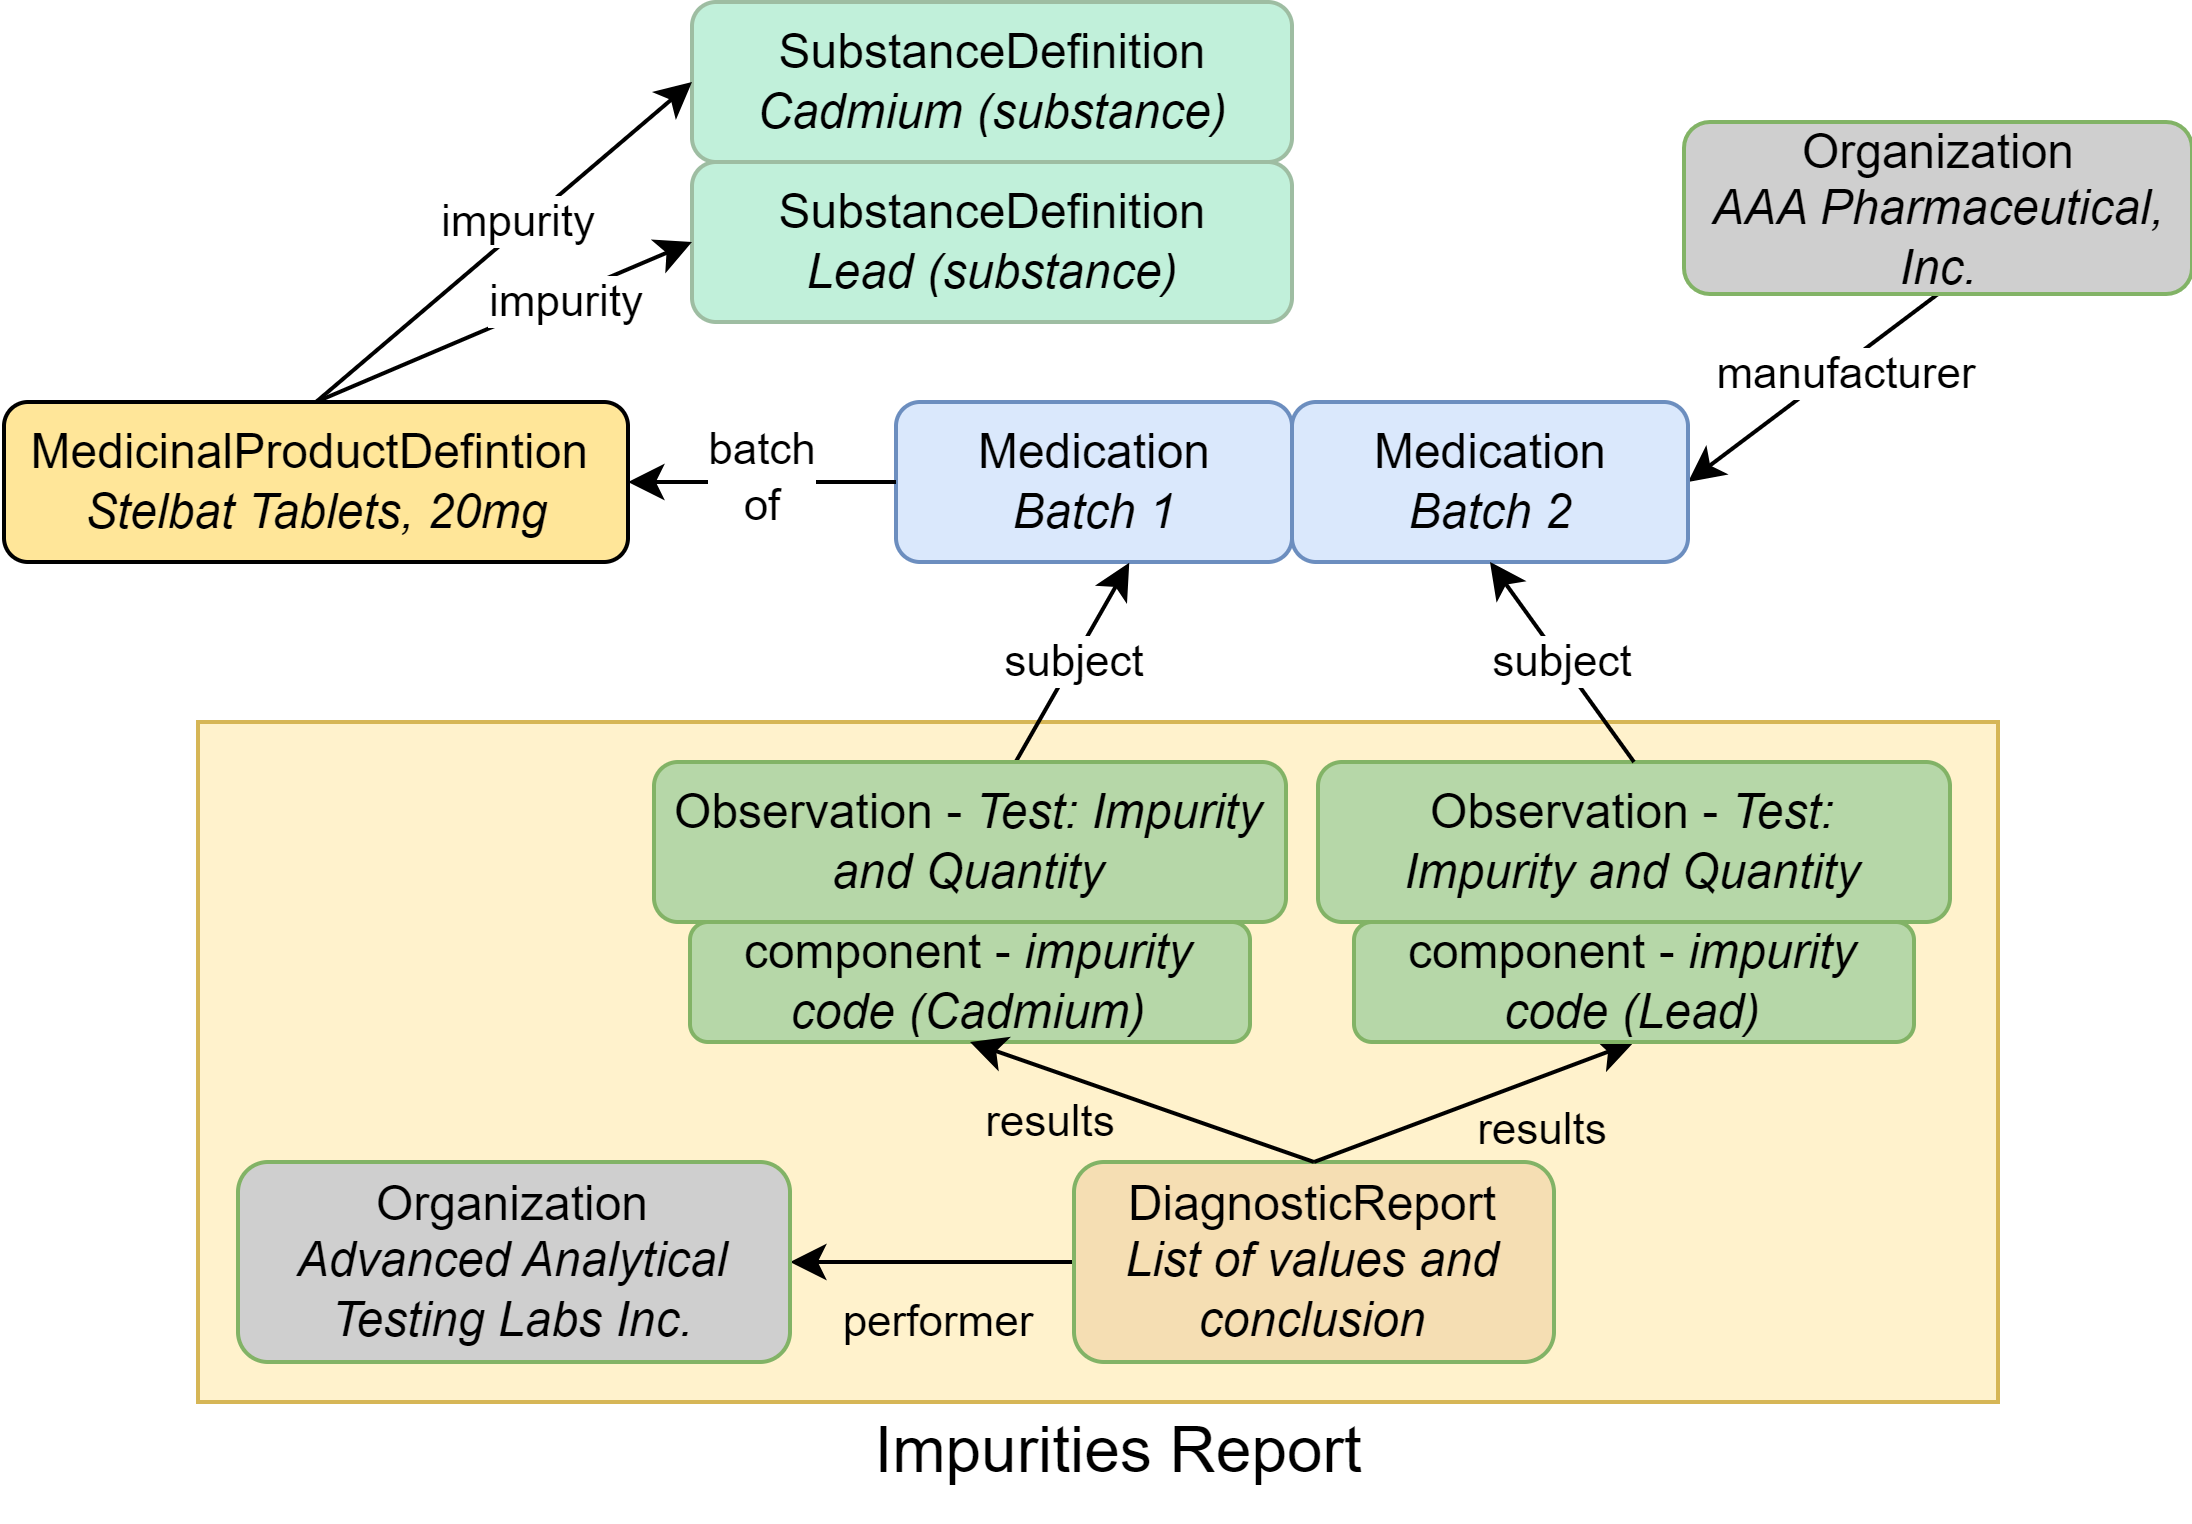 SubstanceDefinition
Cadmium (substance)
SubstanceDefinition
Lead (substance)
Organization
AAA Pharmaceutical,
Inc.
impurity
impurity
manufacturer
MedicinalProductDefintion
Stelbat Tablets, 20mg
batch
of
Medication
Batch 1
Medication
Batch 2
subject
subject
Observation - Test: Impurity
and Quantity
component - impurity
code (Cadmium)
Observation - Test:
Impurity and Quantity
component - impurity
code (Lead)
results
results
Organization
Advanced Analytical
Testing Labs Inc.
performer
DiagnosticReport
List of values and
conclusion
Impurities Report